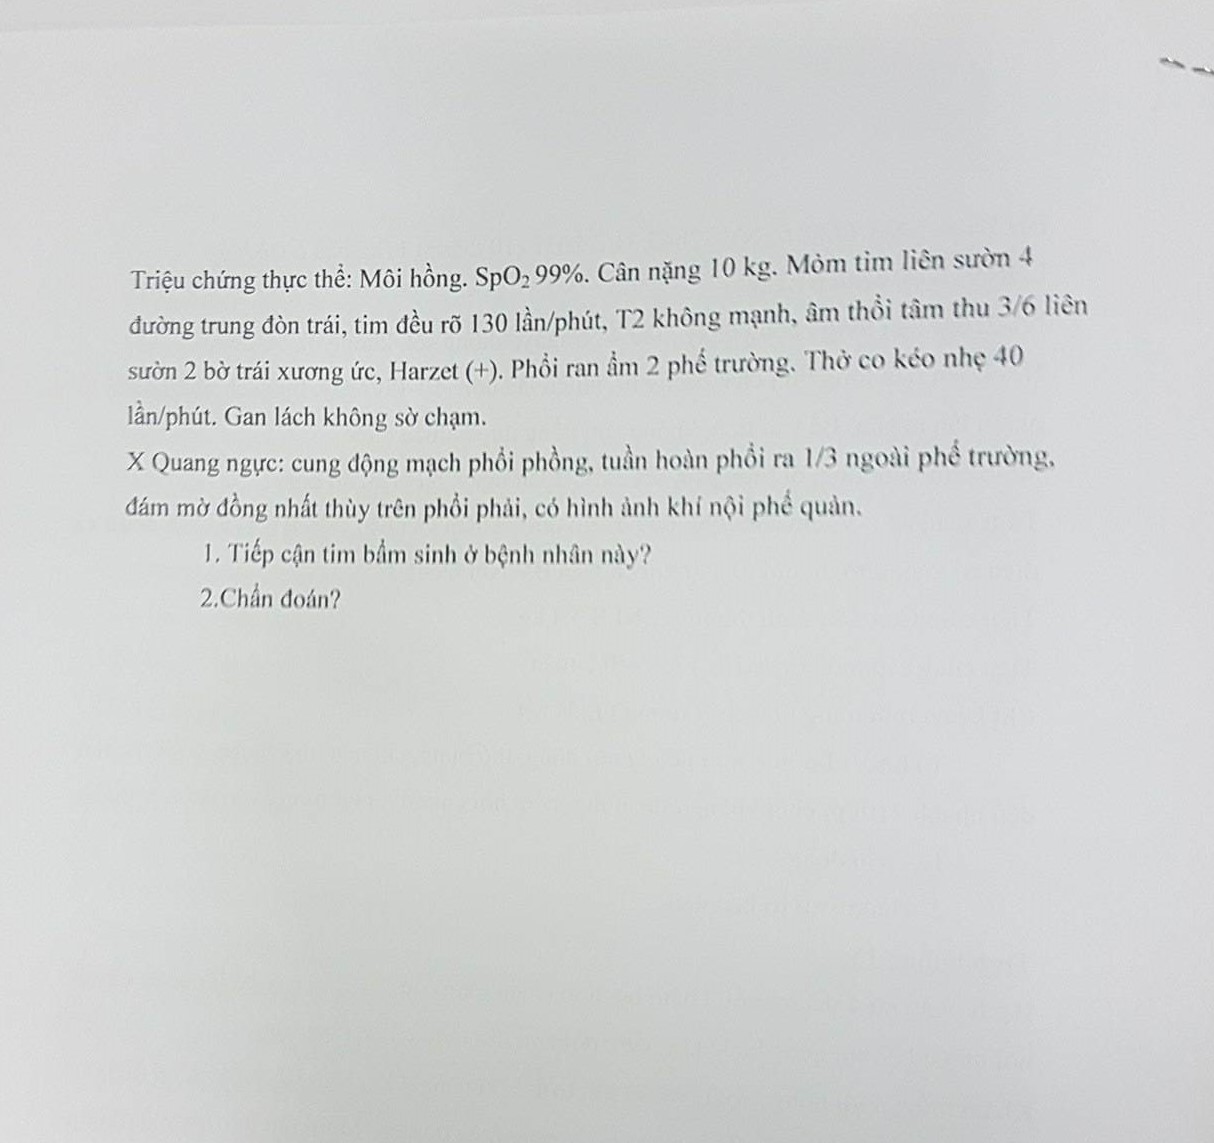 Triệu chứng thực thể: Môi hồng. SpO₂ 99%. Cân nặng 10 kg. Mỏm tim liên sườn 4
đường trung đòn trái, tim đều rõ 130 lần/phút, T2 không mạnh, âm thổi tâm thu 3/6 liên
sườn 2 bờ trái xương ức, Harzet (+). Phổi ran ẩm 2 phế trường. Thở co kéo nhẹ 40
lần/phút. Gan lách không sờ chạm.
X Quang ngực: cung động mạch phổi phồng, tuần hoàn phổi ra 1/3 ngoài phế trường,
đám mờ đồng nhất thùy trên phổi phải, có hình ảnh khí nội phế quản.
1. Tiếp cận tim bẩm sinh ở bệnh nhân này?
2.Chẩn đoán?